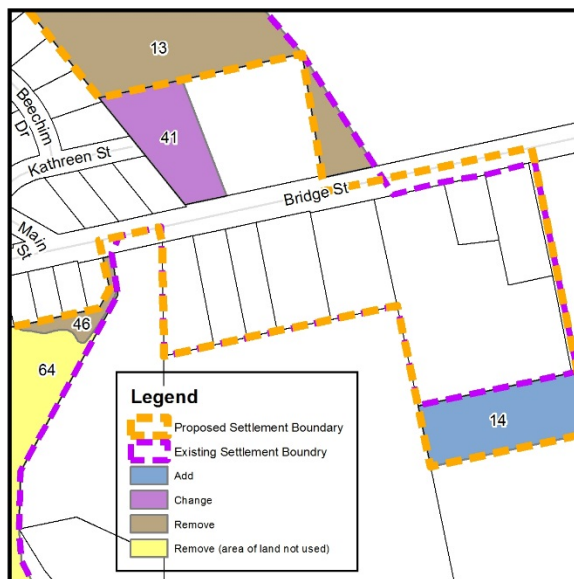 13
Beechim
Dr
41
Kathreen St
Bridge St
Main
St
46
64
14
Legend
Proposed Settlement Boundary
Existing Settlement Boundry
Add
Change
Remove
Remove (area of land not used)